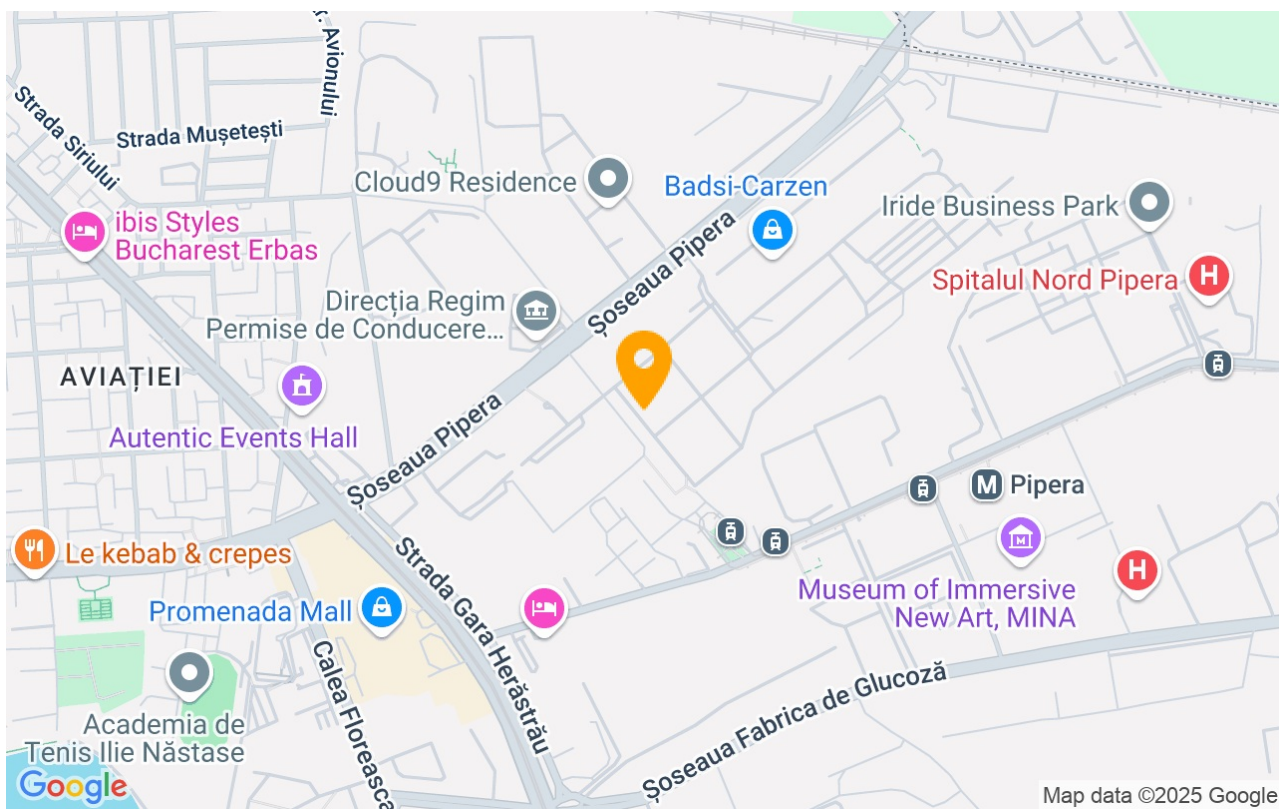 Str. Avionului
Strada Mușetești
Strada Siriului
Cloud9 Residence
Badsi-Carzen
Iride Business Park
ibis Styles
Bucharest Erbas
Șoseaua Pipera
Spitalul Nord Pipera
H
Direcția Regim
Permise de Conducere...
AVIAȚIEI
Autentic Events Hall
Șoseaua Pipera
M Pipera
Le kebab & crepes
Strada Gara Herăstrău
Museum of Immersive
New Art, MINA
H
Promenada Mall
Calea Floreasca
Șoseaua Fabrica de Glucoză
Academia de
Tenis Ilie Năstase
Google
Map data ©2025 Google